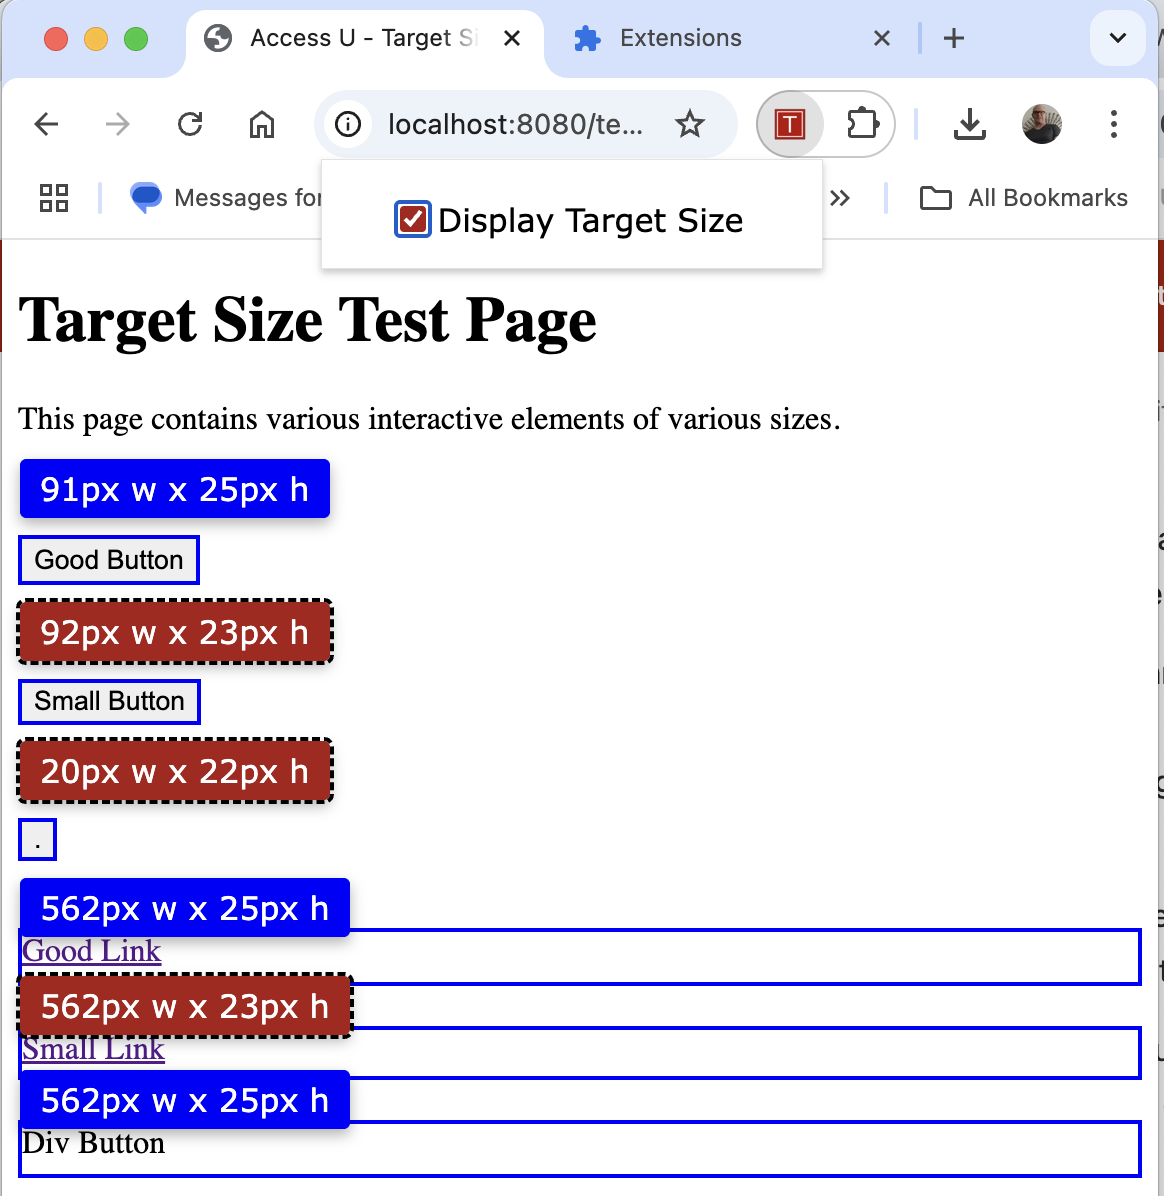 Access U - Target Si
Extensions
localhost:8080/te...
T
Messages for
All Bookmarks
Display Target Size
Target Size Test Page
This page contains various interactive elements of various sizes.
91px w x 25px h
Good Button
92px w x 23px h
Small Button
20px w x 22px h
.
562px w x 25px h
Good Link
562px w x 23px h
Small Link
562px w x 25px h
Div Button